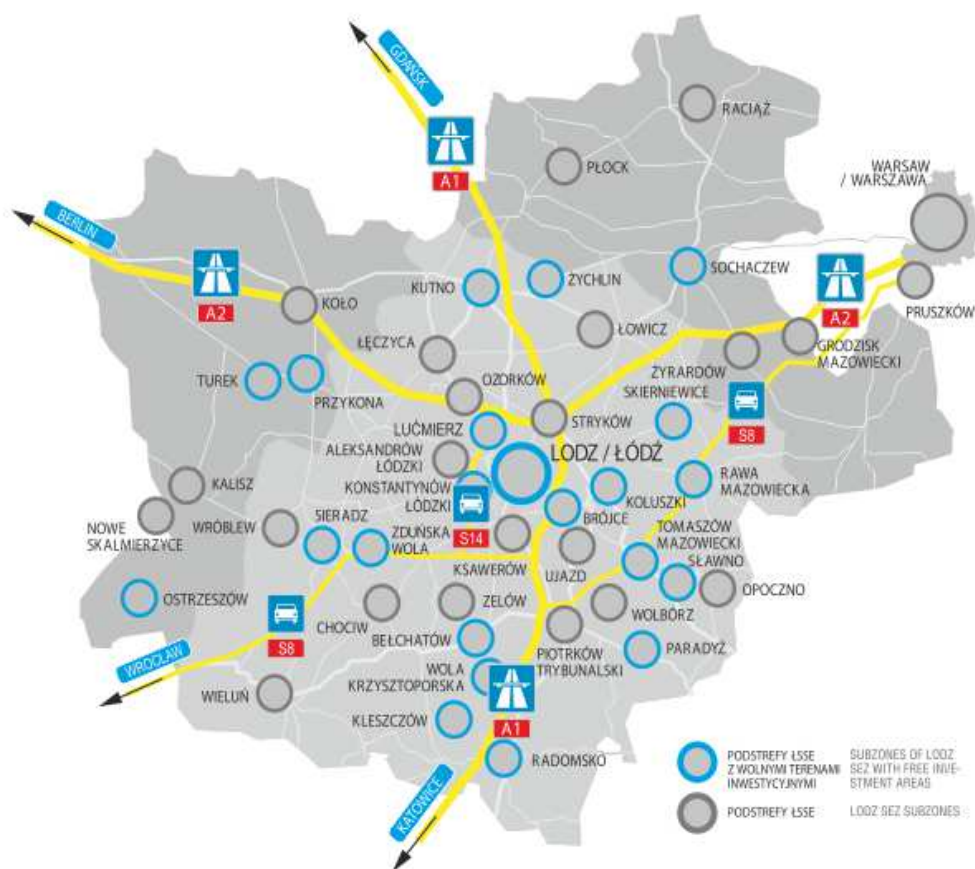 GDAŃSK
A1
RACIĄŻ
PŁOCK
WARSAW
/ WARSZAWA
BERLIN
A2
KUTNO
ŻYCHLIN
SOCHACZEW
A2
PRUSZKÓW
KOŁO
ŁOWICZ
GRODZISK
MAZOWIECKI
ŁĘCZYCA
ŻYRARDÓW
TUREK
PRZYKONA
OZORKÓW
STRYKÓW
SKIERNIEWICE
S8
LUĆMIERZ
ALEKSANDRÓW
ŁÓDZKI
LODZ / ŁÓDŹ
KONSTANTYNÓW
ŁÓDZKI
KOLUSZKI
RAWA
MAZOWIECKA
KALISZ
NOWE
SKALMIERZYCE
WRÓBLEW
SIERADZ
ZDUŃSKA
WOLA
S14
BRÓJCE
TOMASZÓW
MAZOWIECKI
KSAWERÓW
UJAZD
SŁAWNO
OPOCZNO
OSTRZESZÓW
S8
CHOCIW
ZELÓW
WOLBÓRZ
BEŁCHATÓW
PIOTRKÓW
TRYBUNALSKI
PARADYŻ
WROCŁAW
WIELUŃ
WOLA
KRZYSZTOPORSKA
KLESZCZÓW
A1
RADOMSKO
KATOWICE
PODSTREFY ŁSSE
Z WOLNYMI TERENAMI
INWESTYCYJNYMI
SUBZONES OF LODZ
SEZ WITH FREE INVE-
STMENT AREAS
PODSTREFY ŁSSE
LODZ SEZ SUBZONES